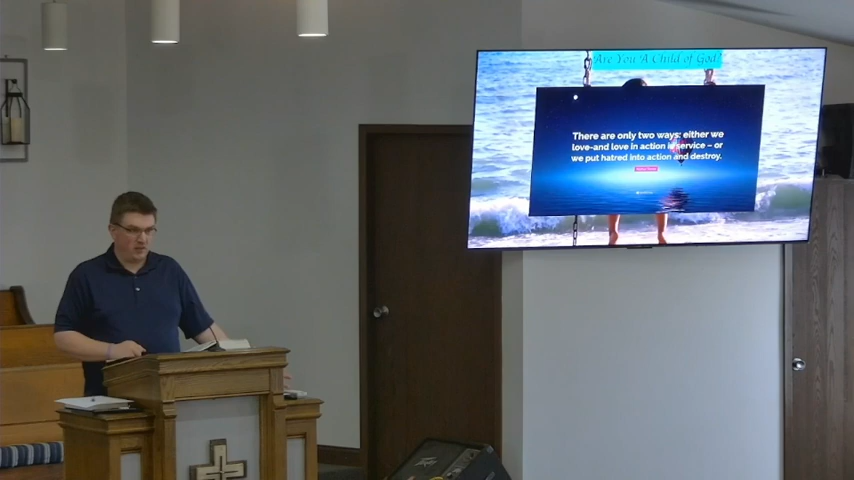 Are You A Child of God?
There are only two ways: either we
love-and love in action is service – or
we put hatred into action and destroy.